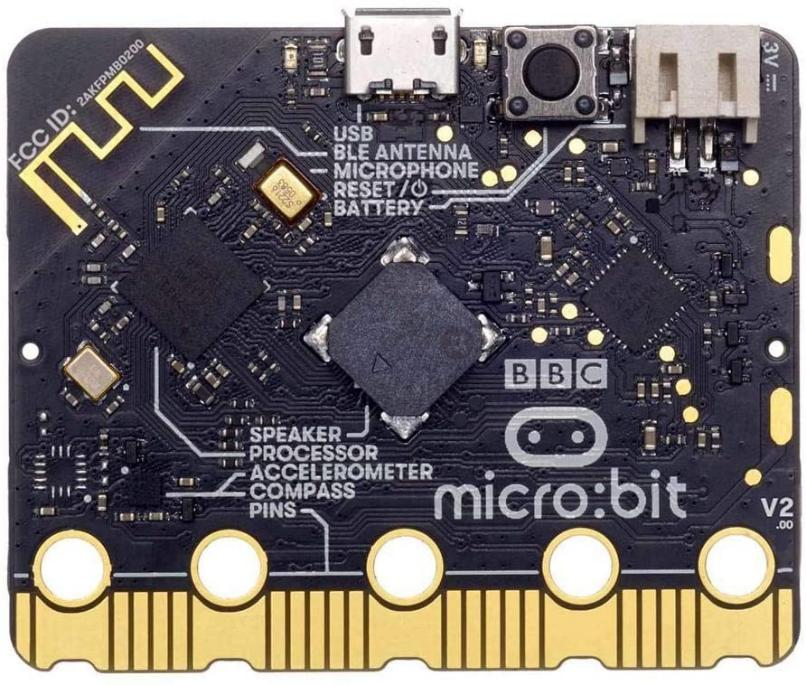 FCC ID: 2AKFPMB0200
3V
USB
BLE ANTENNA
MICROPHONE
RESET/⏻
BATTERY
BBC
micro:bit
SPEAKER
PROCESSOR
ACCELEROMETER
COMPASS
PINS
V2
.00